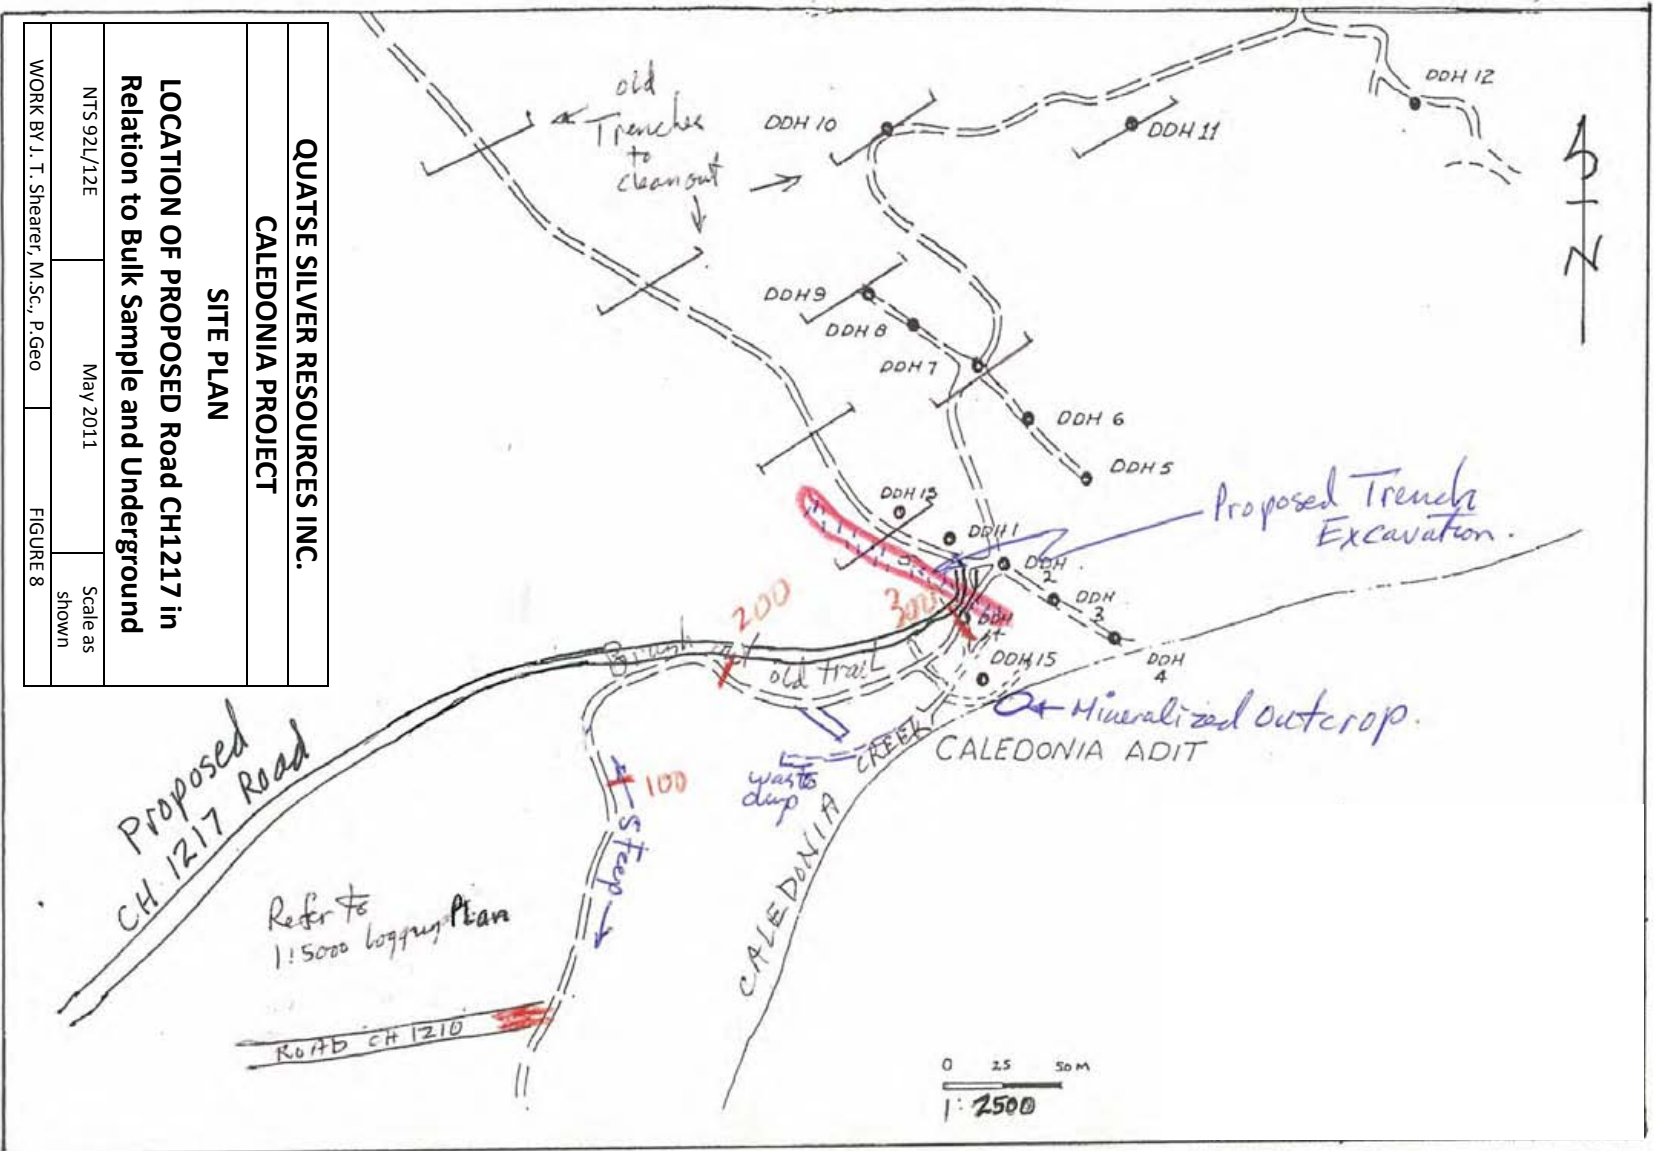 QUATSE SILVER RESOURCES INC.
CALEDONIA PROJECT
SITE PLAN
LOCATION OF PROPOSED Road CH1217 in
Relation to Bulk Sample and Underground
NTS 92L/12E
May 2011
Scale as
shown
WORK BY J. T. Shearer, M.Sc., P.Geo
FIGURE 8
old
Trenches
to
clean out
DDH 10
DDH 11
DDH 12
S
N
DDH 9
DDH 8
DDH 7
DDH 6
DDH 5
DDH 13
DDH 1
DDH
2
DDH
3
DDH
4
DDH
DDH 15
Proposed Trench
Excavation.
200
300
Brush
old trail
Mineralized Outcrop.
CALEDONIA ADIT
waste
dump
CALEDONIA CREEK
100
Steep
Proposed
CH 1217 Road
Refer to
1:5000 logging Plan
ROAD CH 1210
0 25 50 M
1:2500